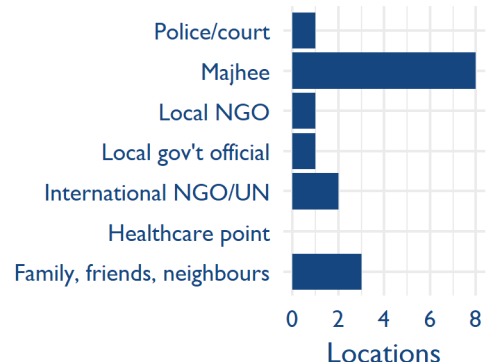 Police/court
Majhee
Local NGO
Local gov't official
International NGO/UN
Healthcare point
Family, friends, neighbours
0 2 4 6 8
Locations